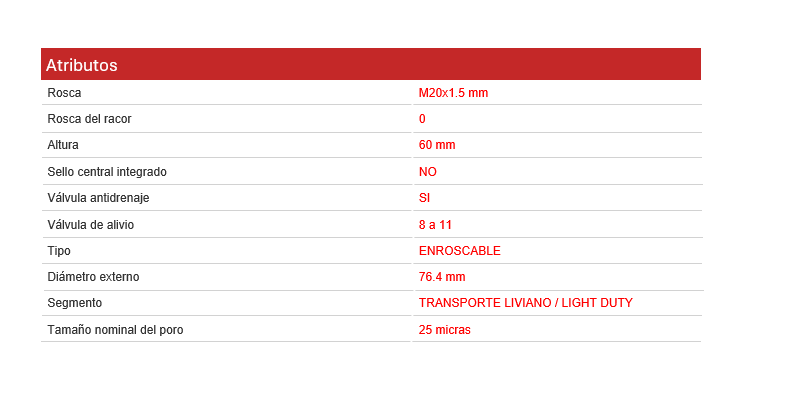 Atributos
Rosca M20x1.5 mm
Rosca del racor 0
Altura 60 mm
Sello central integrado NO
Válvula antidrenaje SI
Válvula de alivio 8 a 11
Tipo ENROSCABLE
Diámetro externo 76.4 mm
Segmento TRANSPORTE LIVIANO / LIGHT DUTY
Tamaño nominal del poro 25 micras